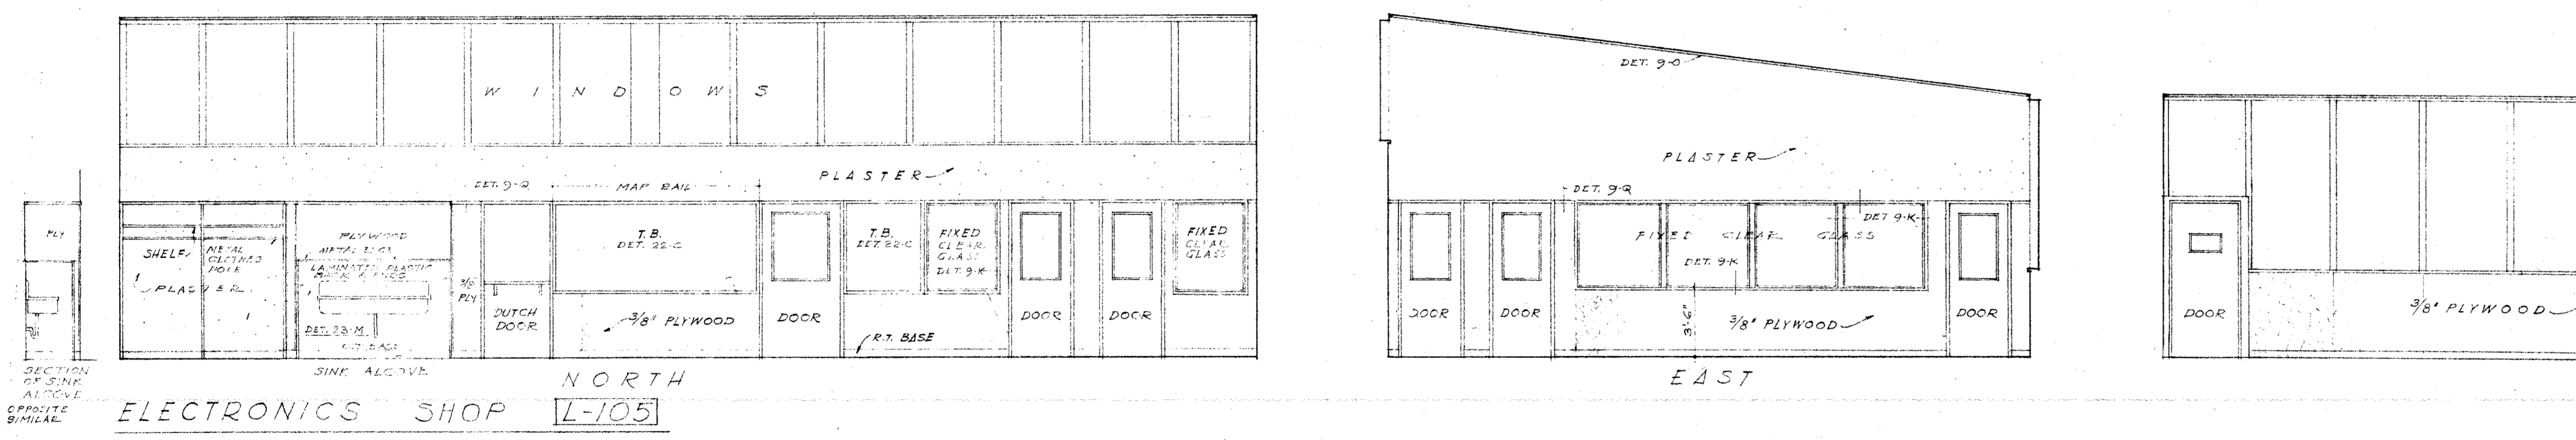 WINDOWS
DET. 9-Q
MAP RAIL
PLASTER
PLY
SHELF
METAL
CLOTHES
POLE
PLASTER
PLYWOOD
METAL EDGE
LAMINATED PLASTIC
DET. 23-M
R.T. BASE
3/8
PLY
DUTCH
DOOR
T.B.
DET. 22-C
3/8" PLYWOOD
DOOR
T.B.
DET. 22-C
FIXED
CLEAR
GLASS
DET. 9-K
R.T. BASE
DOOR
DOOR
FIXED
CLEAR
GLASS
SECTION
OF SINK
ALCOVE
OPPOSITE
SIMILAR
SINK ALCOVE
NORTH
ELECTRONICS SHOP L-105
DET. 9-O
PLASTER
DET. 9-Q
DET 9-K
FIXED CLEAR GLASS
DET. 9-K
DOOR
DOOR
3'-6"
3/8" PLYWOOD
DOOR
EAST
DOOR
3/8" PLYWOOD